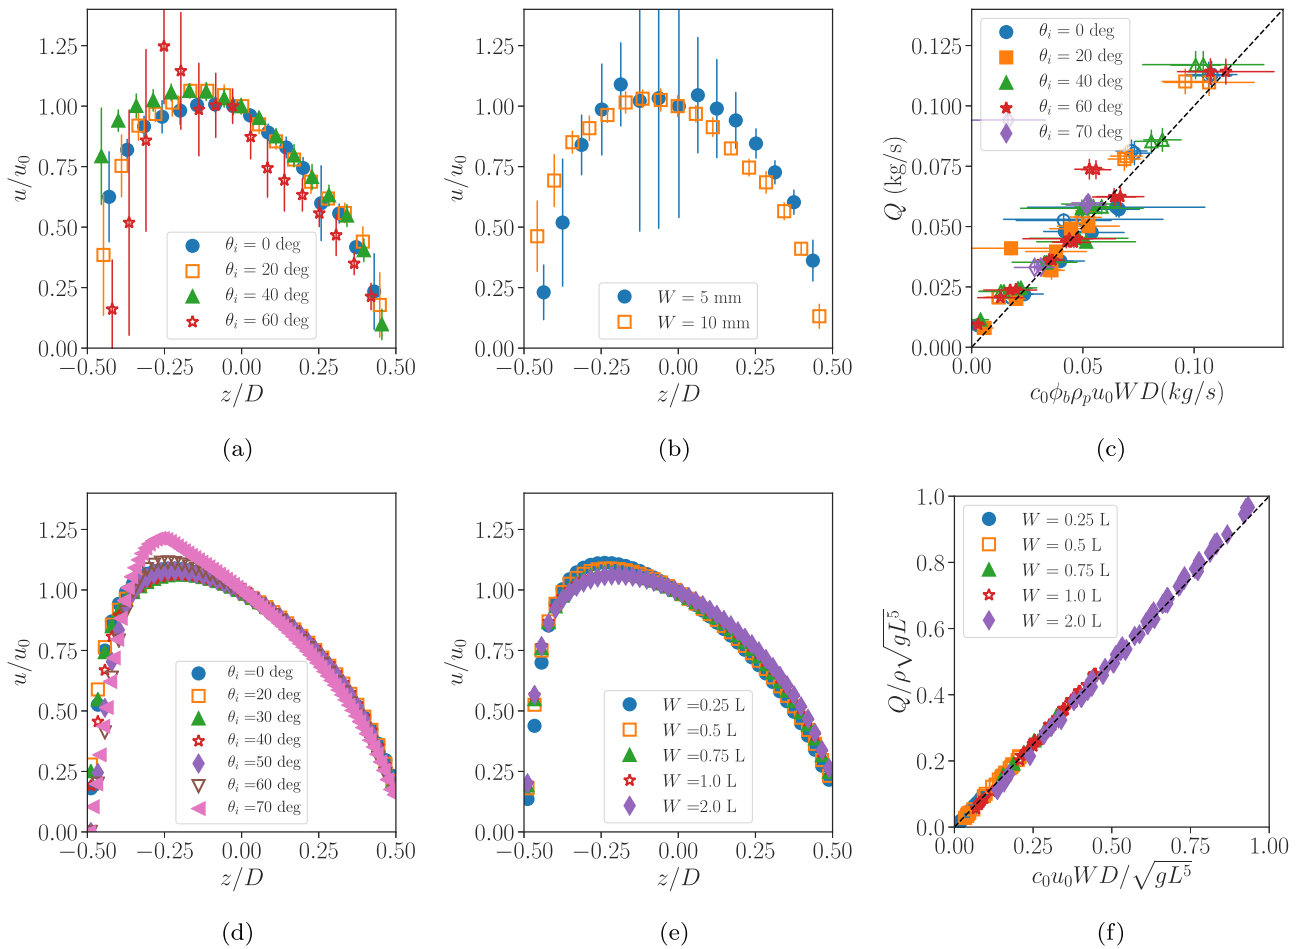 1.25
1.00
0.75
0.50
0.25
0.00
u/u₀
θᵢ = 0 deg
θᵢ = 20 deg
θᵢ = 40 deg
θᵢ = 60 deg
−0.50 −0.25 0.00 0.25 0.50
z/D
(a)
1.25
1.00
0.75
0.50
0.25
0.00
u/u₀
W = 5 mm
W = 10 mm
−0.50 −0.25 0.00 0.25 0.50
z/D
(b)
0.125
0.100
0.075
0.050
0.025
0.000
Q (kg/s)
θᵢ = 0 deg
θᵢ = 20 deg
θᵢ = 40 deg
θᵢ = 60 deg
θᵢ = 70 deg
0.00 0.05 0.10
c₀ϕ_bρₚu₀WD(kg/s)
(c)
1.25
1.00
0.75
0.50
0.25
0.00
u/u₀
θᵢ =0 deg
θᵢ =20 deg
θᵢ =30 deg
θᵢ =40 deg
θᵢ =50 deg
θᵢ =60 deg
θᵢ =70 deg
−0.50 −0.25 0.00 0.25 0.50
z/D
(d)
1.25
1.00
0.75
0.50
0.25
0.00
u/u₀
W =0.25 L
W =0.5 L
W =0.75 L
W =1.0 L
W =2.0 L
−0.50 −0.25 0.00 0.25 0.50
z/D
(e)
1.0
0.8
0.6
0.4
0.2
0.0
Q/ρ√gL⁵
W = 0.25 L
W = 0.5 L
W = 0.75 L
W = 1.0 L
W = 2.0 L
0.00 0.25 0.50 0.75 1.00
c₀u₀WD/√gL⁵
(f)